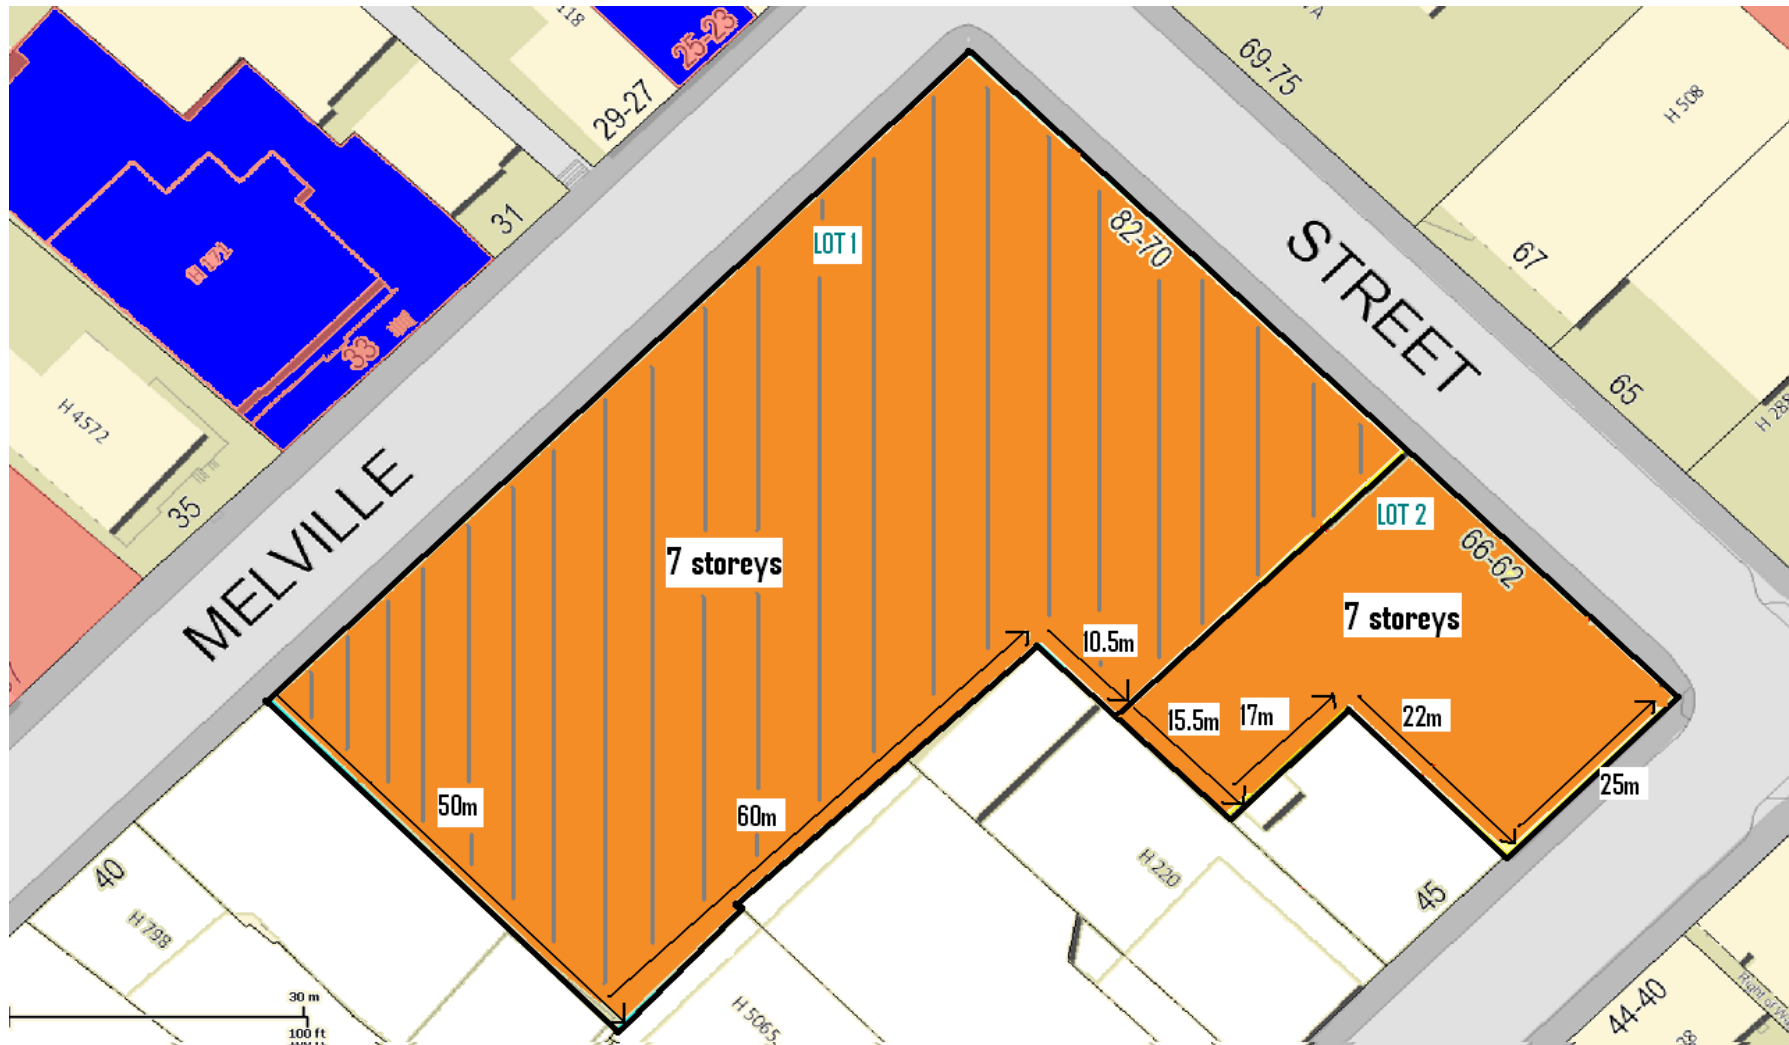 118
25-23
29-27
69-75
H 508
31
LOT 1
82-70
67
33
STREET
65
H 4572
35
MELVILLE
LOT 2
66-62
7 storeys
7 storeys
10.5m
15.5m
17m
22m
25m
50m
60m
40
H 798
H 220
45
H 5065
44-40
30 m
100 ft